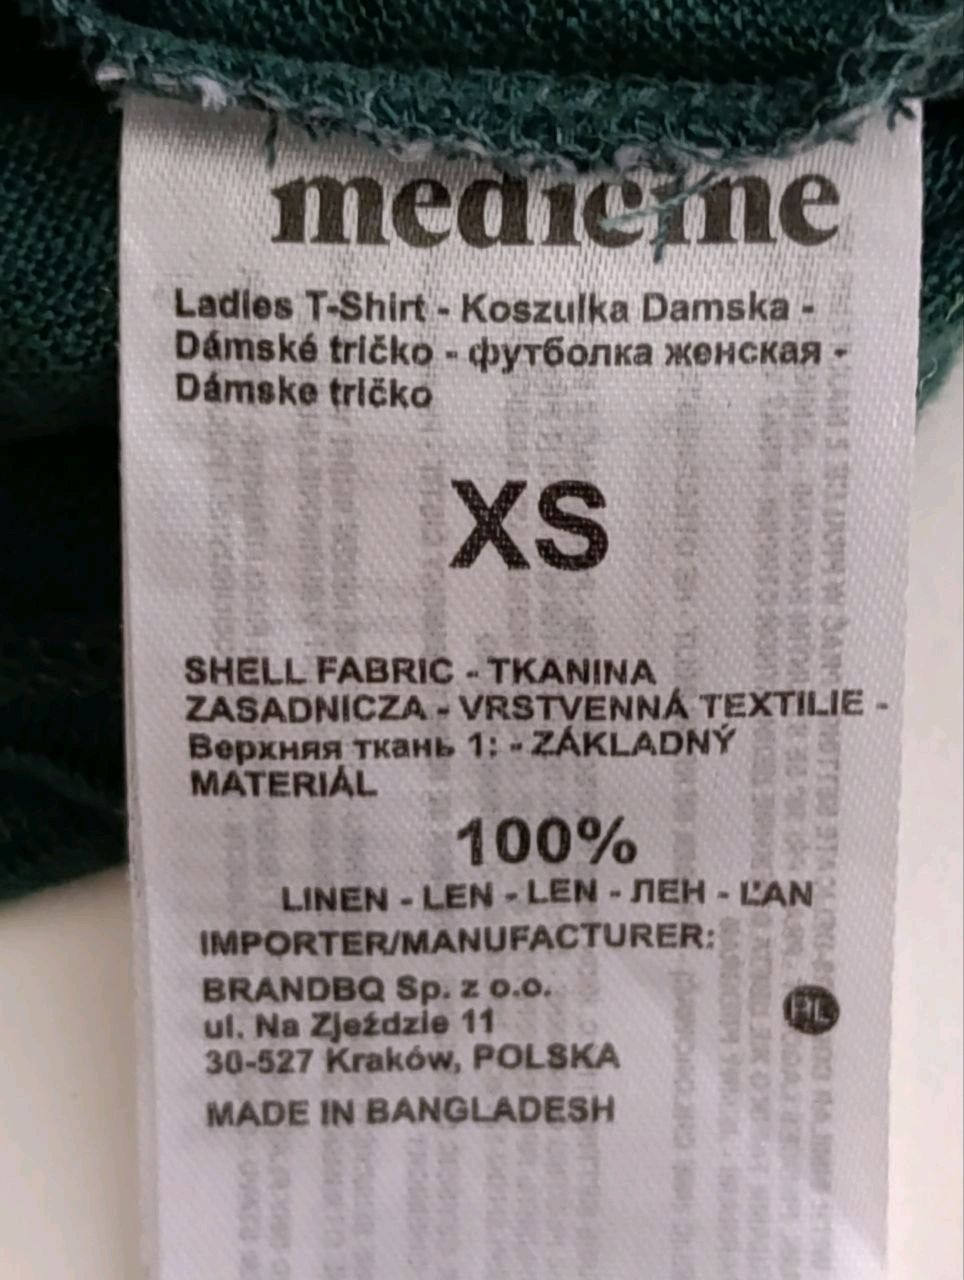 medicine
Ladies T-Shirt - Koszulka Damska -
Dámské tričko - футболка женская -
Dámske tričko
XS
SHELL FABRIC - TKANINA
ZASADNICZA - VRSTVENNÁ TEXTILIE -
Верхняя ткань 1: - ZÁKLADNÝ
MATERIÁL
100%
LINEN - LEN - LEN - ЛЕН - ĽAN
IMPORTER/MANUFACTURER:
BRANDBQ Sp. z o.o.
ul. Na Zjeździe 11
PL
30-527 Kraków, POLSKA
MADE IN BANGLADESH